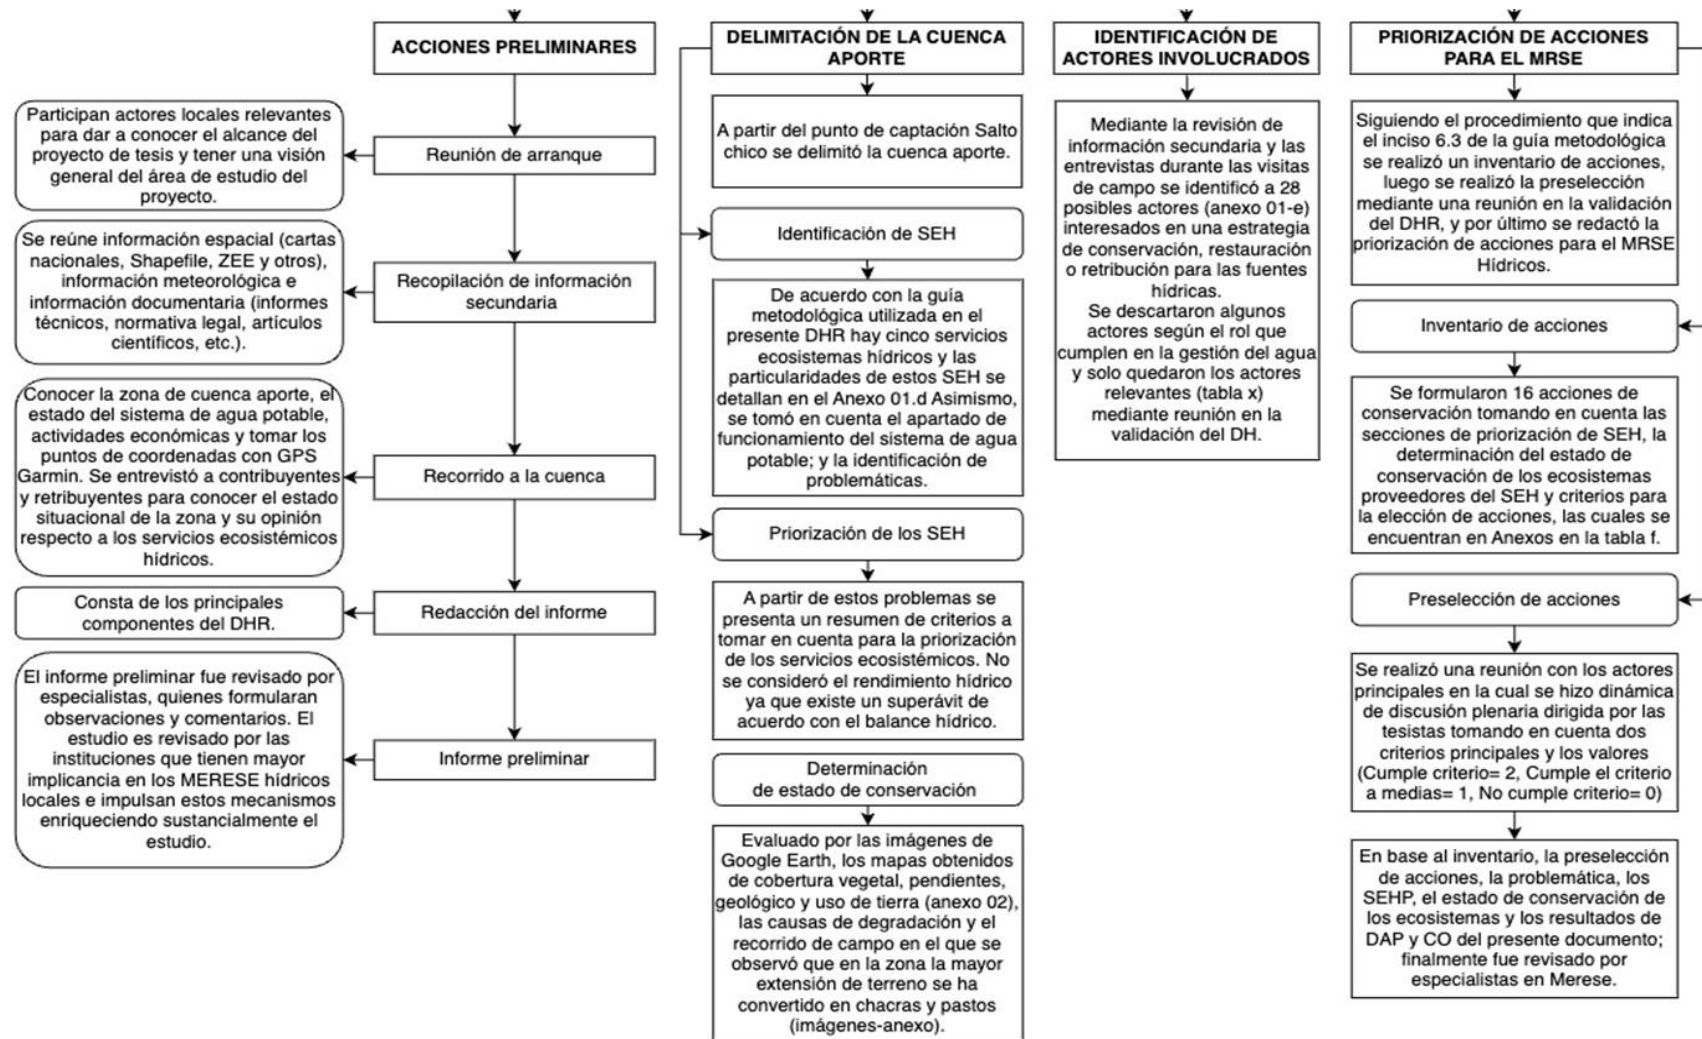 ACCIONES PRELIMINARES
Participan actores locales relevantes
para dar a conocer el alcance del
proyecto de tesis y tener una visión
general del área de estudio del
proyecto.
Reunión de arranque
Se reúne información espacial (cartas
nacionales, Shapefile, ZEE y otros),
información meteorológica e
información documentaria (informes
técnicos, normativa legal, artículos
científicos, etc.).
Recopilación de información
secundaria
Conocer la zona de cuenca aporte, el
estado del sistema de agua potable,
actividades económicas y tomar los
puntos de coordenadas con GPS
Garmin. Se entrevistó a contribuyentes
y retribuyentes para conocer el estado
situacional de la zona y su opinión
respecto a los servicios ecosistémicos
hídricos.
Recorrido a la cuenca
Consta de los principales
componentes del DHR.
Redacción del informe
El informe preliminar fue revisado por
especialistas, quienes formularan
observaciones y comentarios. El
estudio es revisado por las
instituciones que tienen mayor
implicancia en los MERESE hídricos
locales e impulsan estos mecanismos
enriqueciendo sustancialmente el
estudio.
Informe preliminar
DELIMITACIÓN DE LA CUENCA
APORTE
A partir del punto de captación Salto
chico se delimitó la cuenca aporte.
Identificación de SEH
De acuerdo con la guía
metodológica utilizada en el
presente DHR hay cinco servicios
ecosistemas hídricos y las
particularidades de estos SEH se
detallan en el Anexo 01.d Asimismo,
se tomó en cuenta el apartado de
funcionamiento del sistema de agua
potable; y la identificación de
problemáticas.
Priorización de los SEH
A partir de estos problemas se
presenta un resumen de criterios a
tomar en cuenta para la priorización
de los servicios ecosistémicos. No
se consideró el rendimiento hídrico
ya que existe un superávit de
acuerdo con el balance hídrico.
Determinación
de estado de conservación
Evaluado por las imágenes de
Google Earth, los mapas obtenidos
de cobertura vegetal, pendientes,
geológico y uso de tierra (anexo 02),
las causas de degradación y el
recorrido de campo en el que se
observó que en la zona la mayor
extensión de terreno se ha
convertido en chacras y pastos
(imágenes-anexo).
IDENTIFICACIÓN DE
ACTORES INVOLUCRADOS
Mediante la revisión de
información secundaria y las
entrevistas durante las visitas
de campo se identificó a 28
posibles actores (anexo 01-e)
interesados en una estrategia
de conservación, restauración
o retribución para las fuentes
hídricas.
Se descartaron algunos
actores según el rol que
cumplen en la gestión del agua
y solo quedaron los actores
relevantes (tabla x)
mediante reunión en la
validación del DH.
PRIORIZACIÓN DE ACCIONES
PARA EL MRSE
Siguiendo el procedimiento que indica
el inciso 6.3 de la guía metodológica
se realizó un inventario de acciones,
luego se realizó la preselección
mediante una reunión en la validación
del DHR, y por último se redactó la
priorización de acciones para el MRSE
Hídricos.
Inventario de acciones
Se formularon 16 acciones de
conservación tomando en cuenta las
secciones de priorización de SEH, la
determinación del estado de
conservación de los ecosistemas
proveedores del SEH y criterios para
la elección de acciones, las cuales se
encuentran en Anexos en la tabla f.
Preselección de acciones
Se realizó una reunión con los actores
principales en la cual se hizo dinámica
de discusión plenaria dirigida por las
tesistas tomando en cuenta dos
criterios principales y los valores
(Cumple criterio= 2, Cumple el criterio
a medias= 1, No cumple criterio= 0)
En base al inventario, la preselección
de acciones, la problemática, los
SEHP, el estado de conservación de
los ecosistemas y los resultados de
DAP y CO del presente documento;
finalmente fue revisado por
especialistas en Merese.